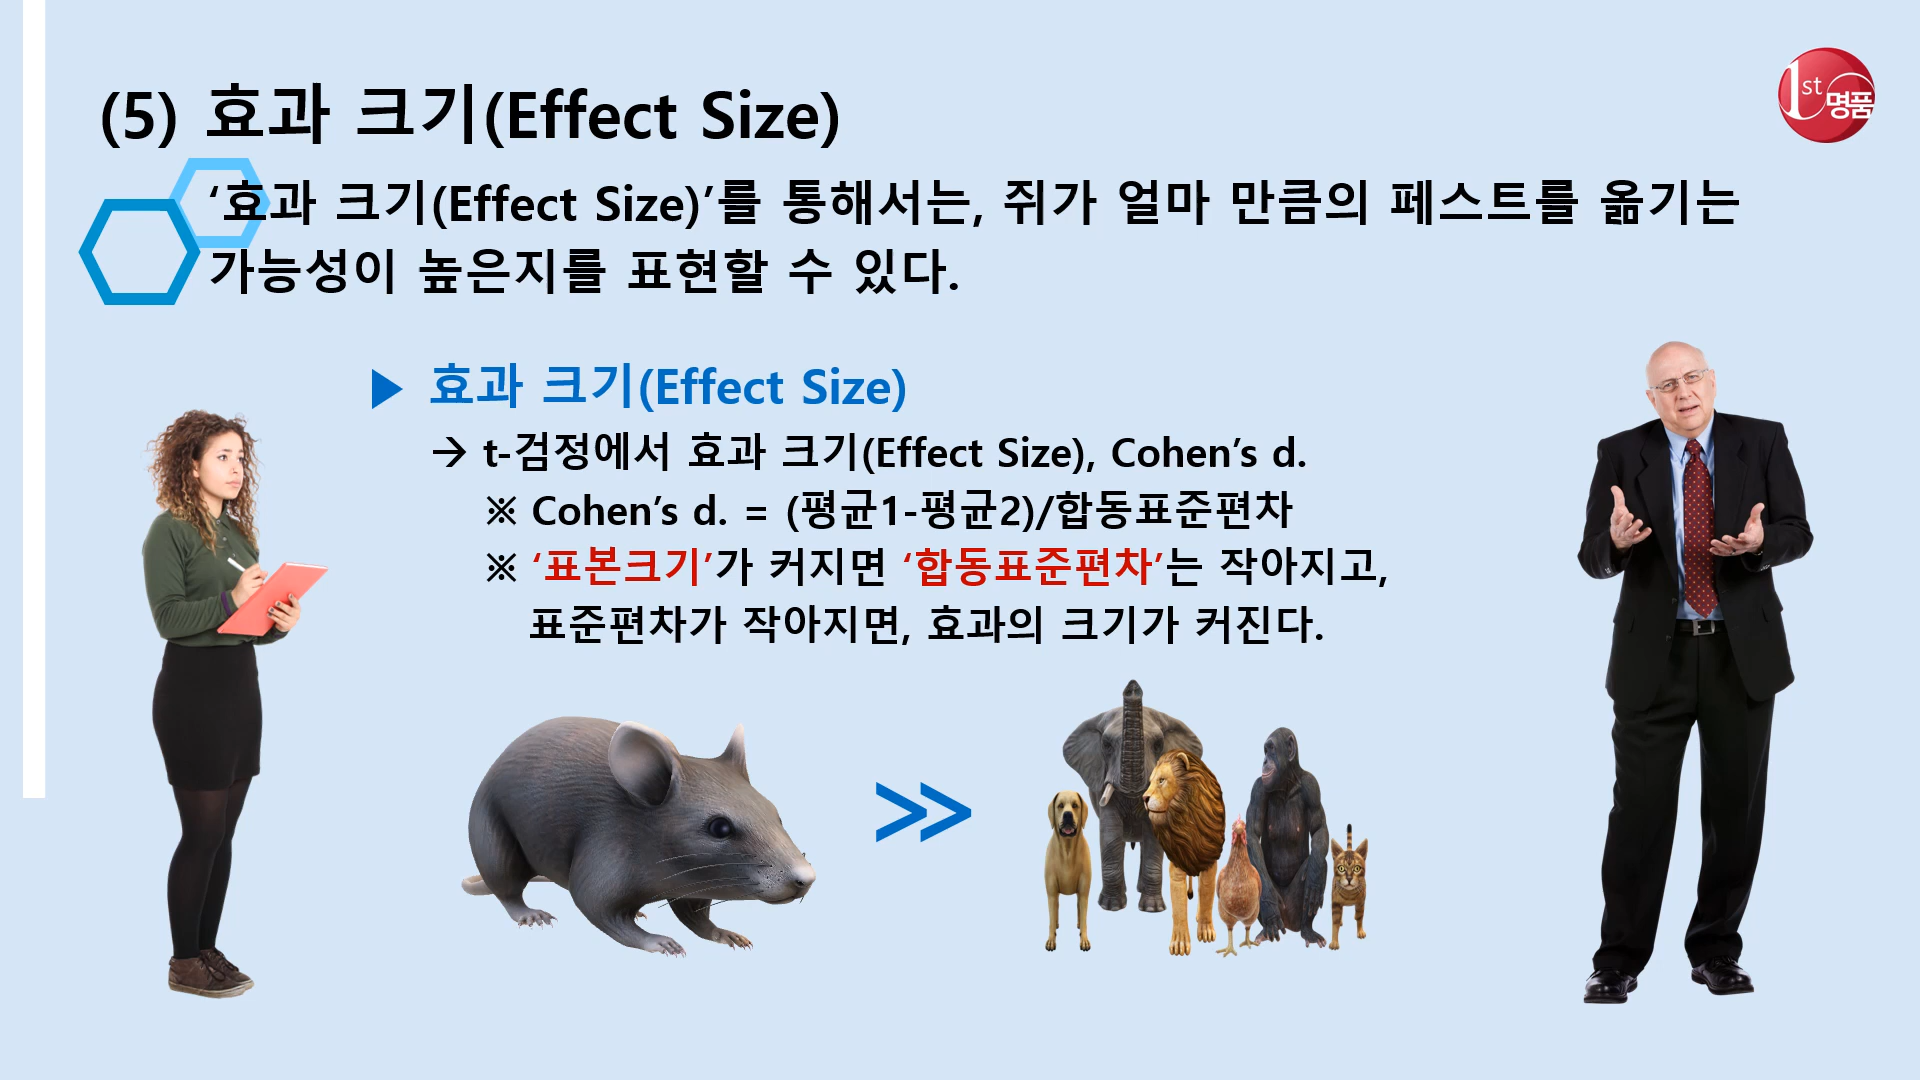 1st 명품
(5) 효과 크기(Effect Size)
‘효과 크기(Effect Size)’를 통해서는, 쥐가 얼마 만큼의 페스트를 옮기는
가능성이 높은지를 표현할 수 있다.
▶ 효과 크기(Effect Size)
→ t-검정에서 효과 크기(Effect Size), Cohen’s d.
※ Cohen’s d. = (평균1-평균2)/합동표준편차
※ ‘표본크기’가 커지면 ‘합동표준편차’는 작아지고,
표준편차가 작아지면, 효과의 크기가 커진다.
>>